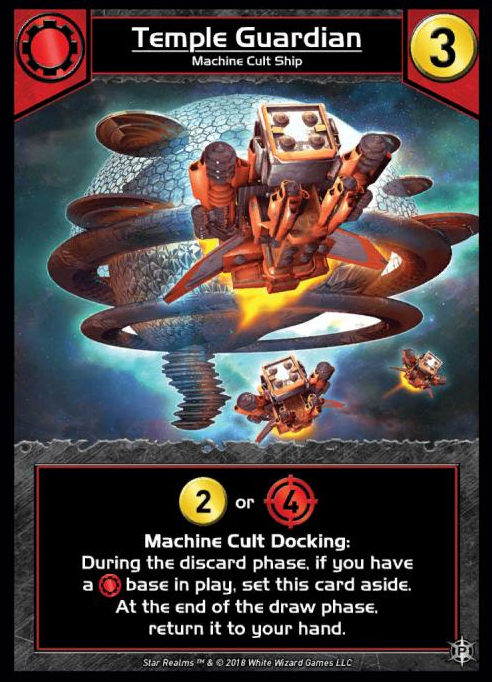 Temple Guardian
3
Machine Cult Ship
2 or 4
Machine Cult Docking:
During the discard phase, if you have
a base in play, set this card aside.
At the end of the draw phase,
return it to your hand.
P
Star Realms ™ & © 2018 White Wizard Games LLC